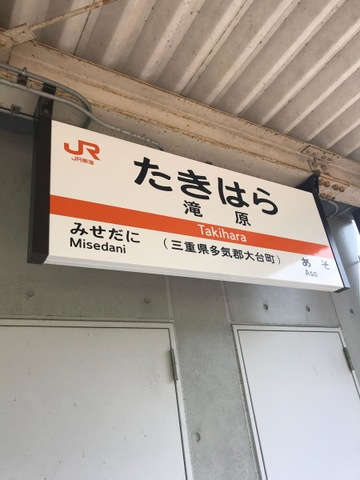 JR
JR東海
たきはら
滝原
Takihara
みせだに
Misedani
(三重県多気郡大台町)
あそ
Aso